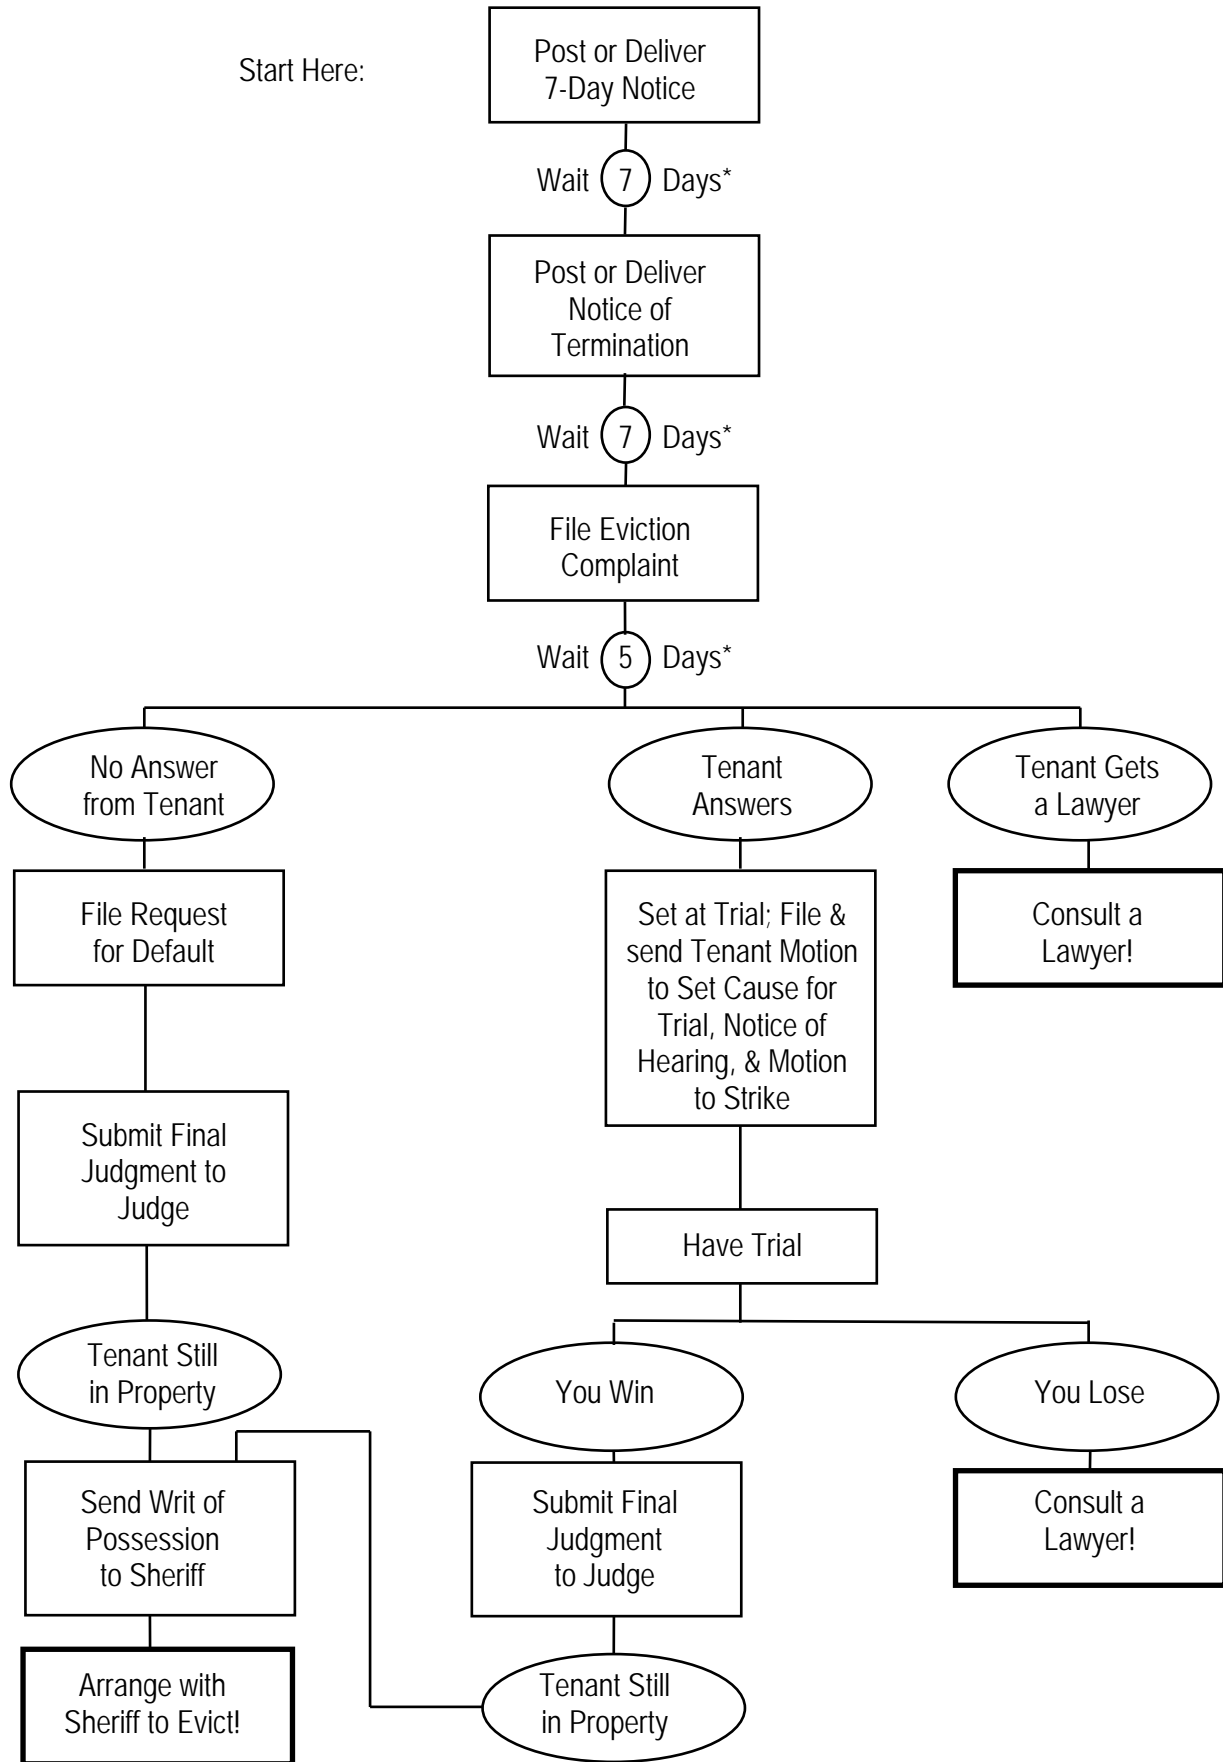 Start Here:
Post or Deliver
7-Day Notice
Wait 7 Days*
Post or Deliver
Notice of
Termination
Wait 7 Days*
File Eviction
Complaint
Wait 5 Days*
No Answer
from Tenant
Tenant
Answers
Tenant Gets
a Lawyer
File Request
for Default
Set at Trial; File &
send Tenant Motion
to Set Cause for
Trial, Notice of
Hearing, & Motion
to Strike
Consult a
Lawyer!
Submit Final
Judgment to
Judge
Have Trial
Tenant Still
in Property
You Win
You Lose
Send Writ of
Possession
to Sheriff
Submit Final
Judgment
to Judge
Consult a
Lawyer!
Arrange with
Sheriff to Evict!
Tenant Still
in Property